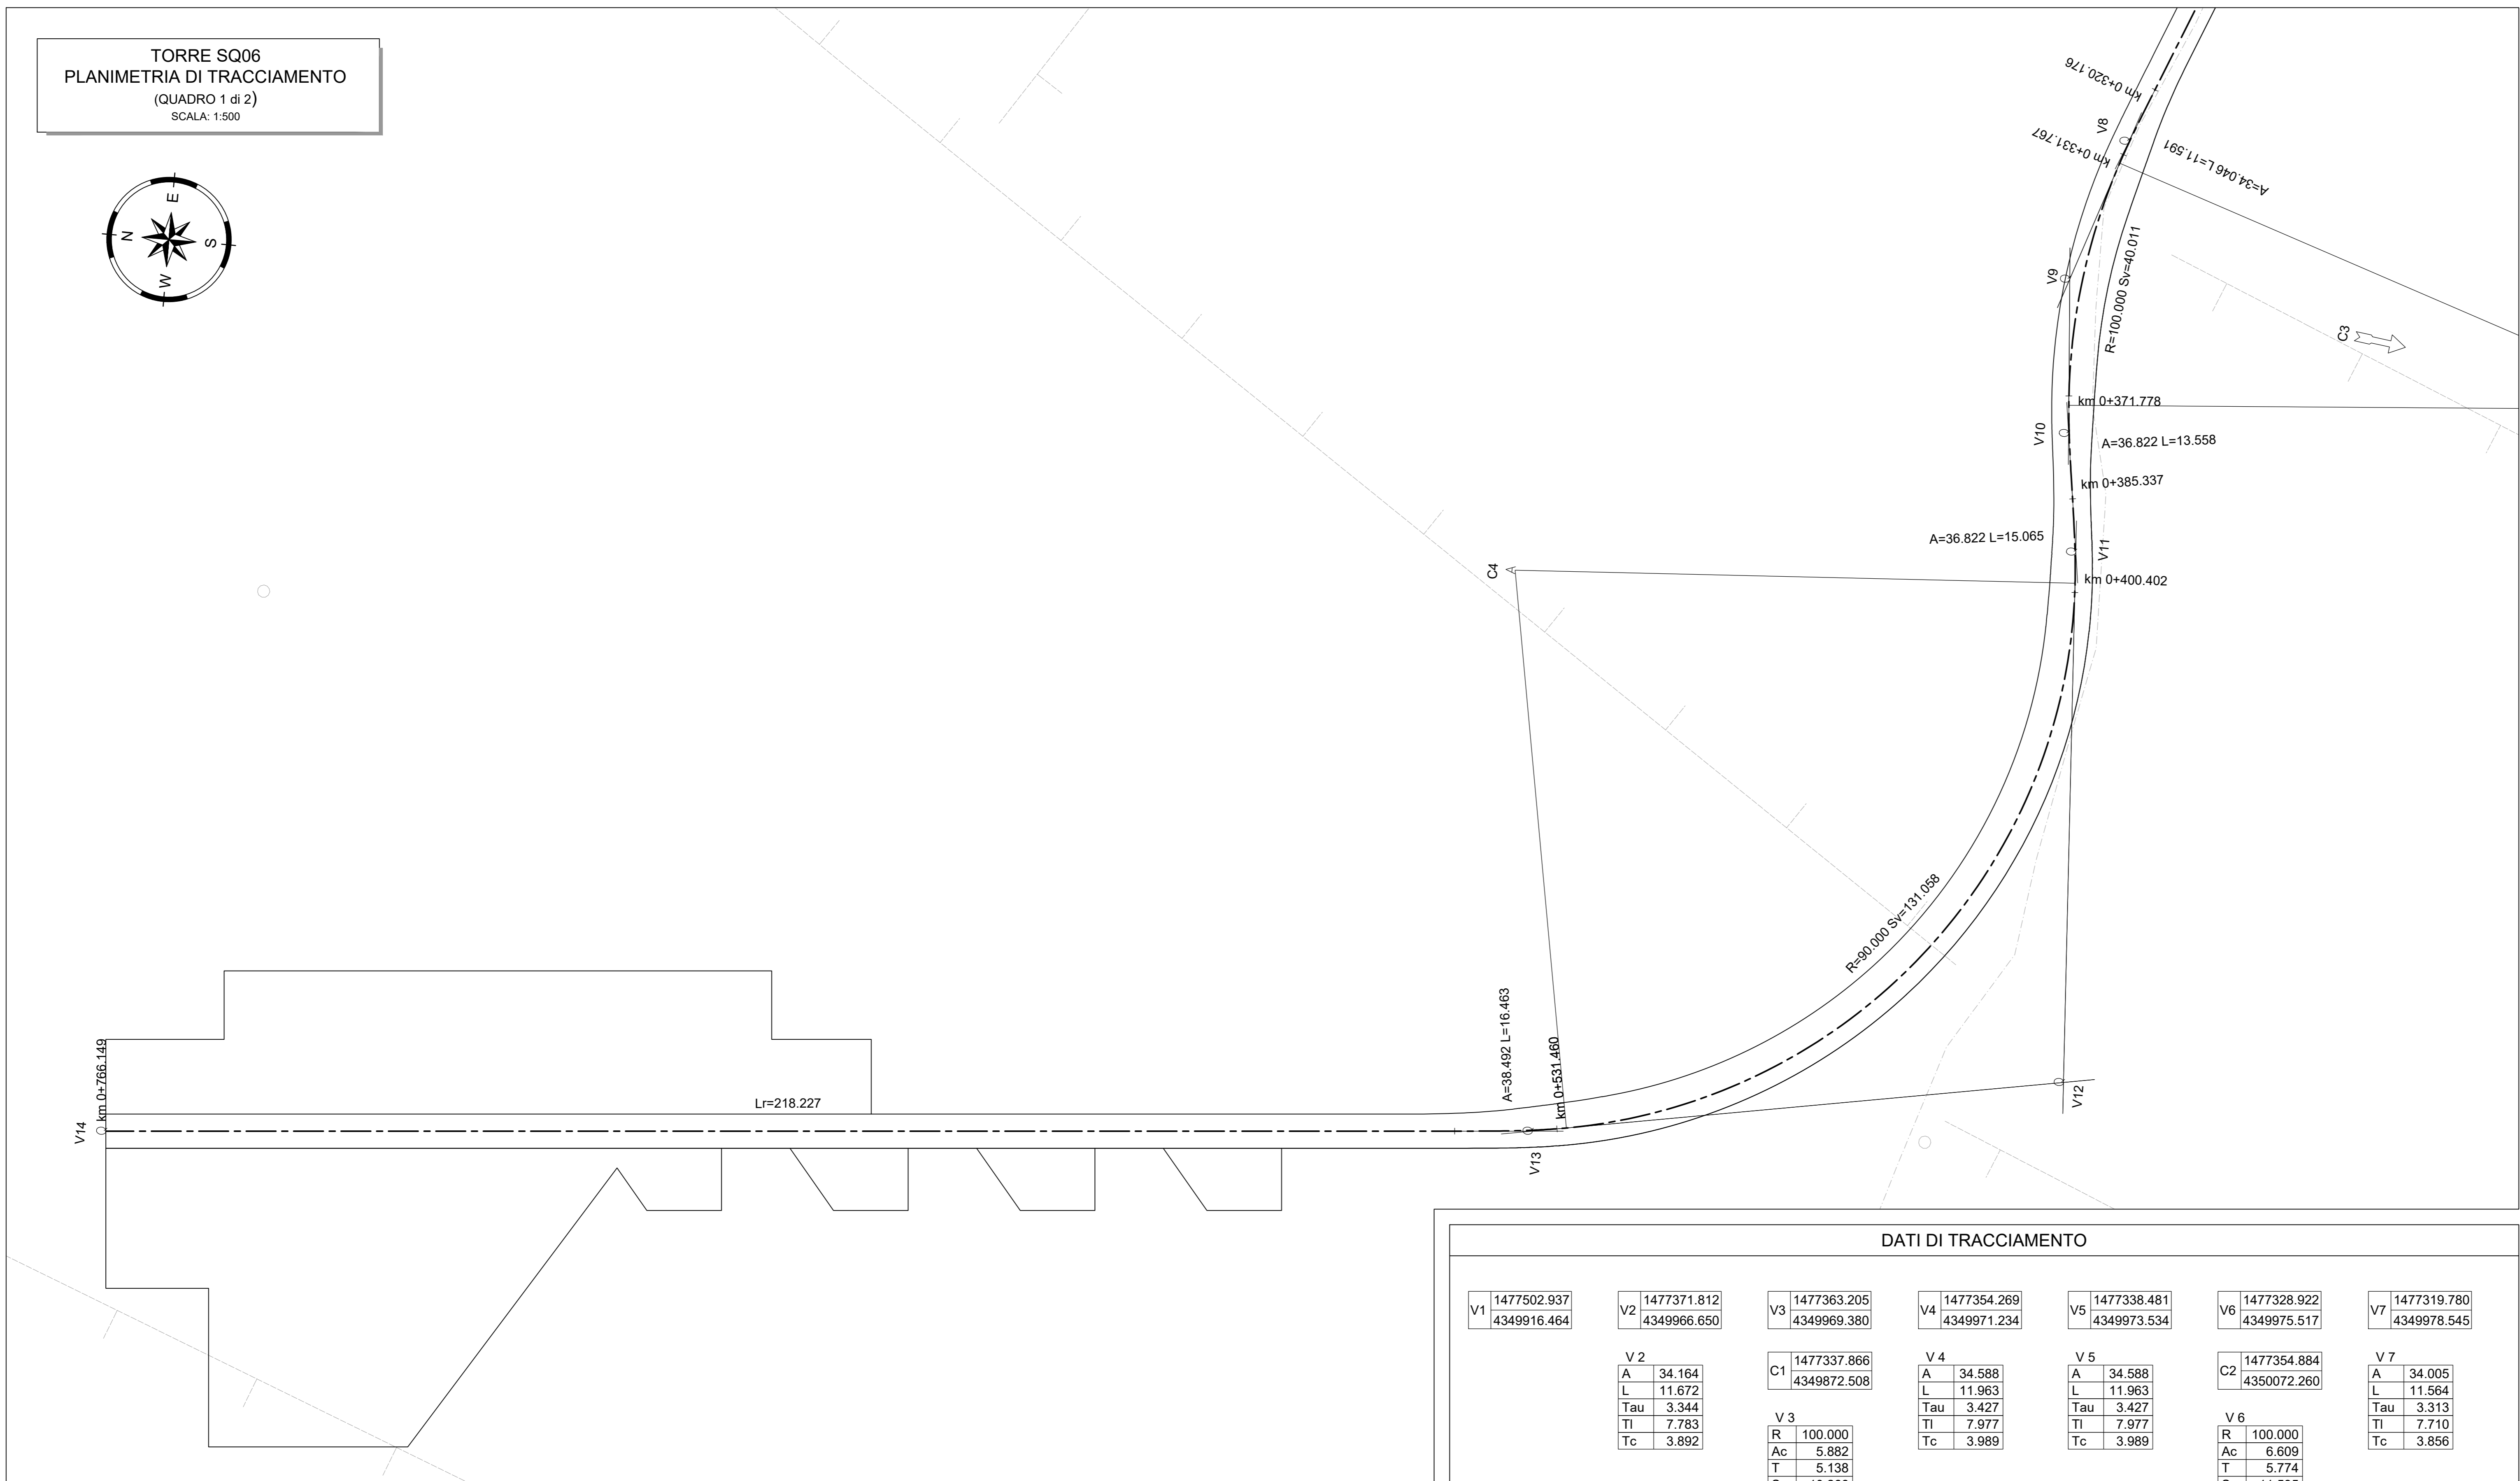 TORRE SQ06
PLANIMETRIA DI TRACCIAMENTO
(QUADRO 1 di 2)
SCALA: 1:500
N
E
S
W
km 0+320.176
V8
km 0+331.767
A=34.046 L=11.591
V9
R=100.000 Sv=40.011
C3
km 0+371.778
V10
A=36.822 L=13.558
km 0+385.337
A=36.822 L=15.065
V11
C4
km 0+400.402
R=90.000 Sv=131.058
A=38.492 L=16.463
km 0+531.460
V12
V13
km 0+766.149
V14
Lr=218.227
DATI DI TRACCIAMENTO
V1 1477502.937
4349916.464
V2 1477371.812
4349966.650
V3 1477363.205
4349969.380
V4 1477354.269
4349971.234
V5 1477338.481
4349973.534
V6 1477328.922
4349975.517
V7 1477319.780
4349978.545
V 2
A 34.164
L 11.672
Tau 3.344
Tl 7.783
Tc 3.892
C1 1477337.866
4349872.508
V 3
R 100.000
Ac 5.882
T 5.138
V 4
A 34.588
L 11.963
Tau 3.427
Tl 7.977
Tc 3.989
V 5
A 34.588
L 11.963
Tau 3.427
Tl 7.977
Tc 3.989
C2 1477354.884
4350072.260
V 6
R 100.000
Ac 6.609
T 5.774
V 7
A 34.005
L 11.564
Tau 3.313
Tl 7.710
Tc 3.856